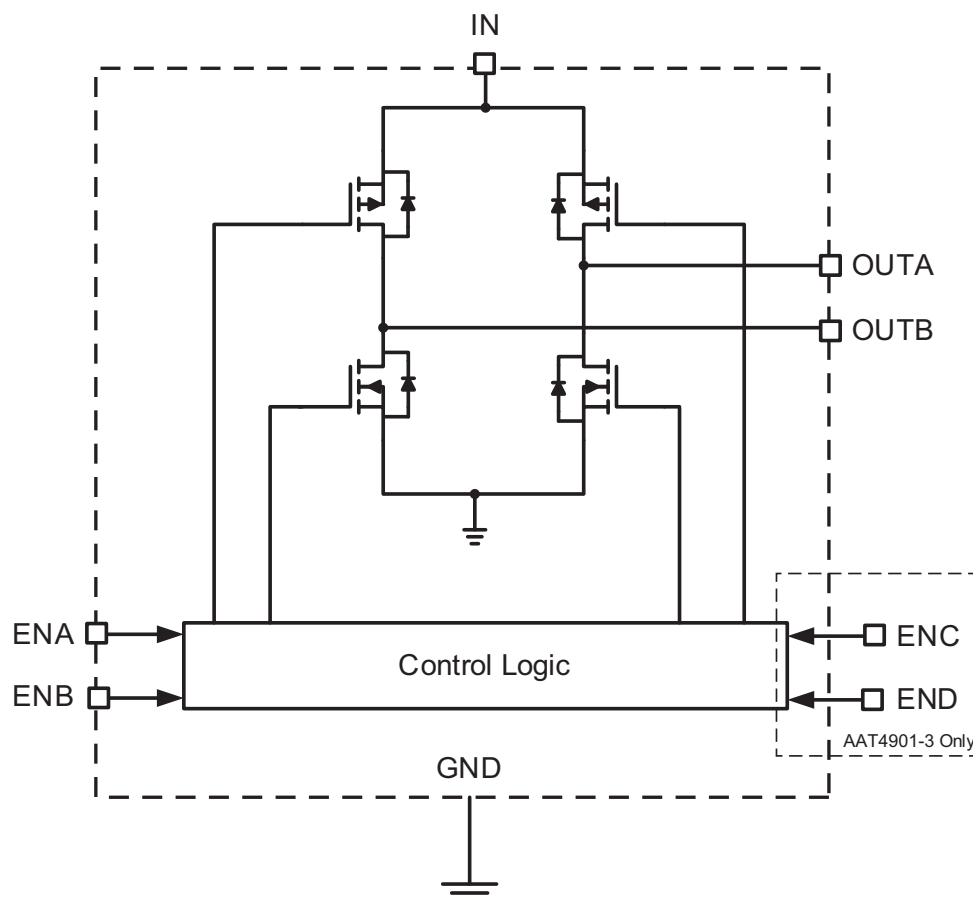 IN
OUTA
OUTB
ENA
ENC
Control Logic
ENB
END
AAT4901-3 Only
GND